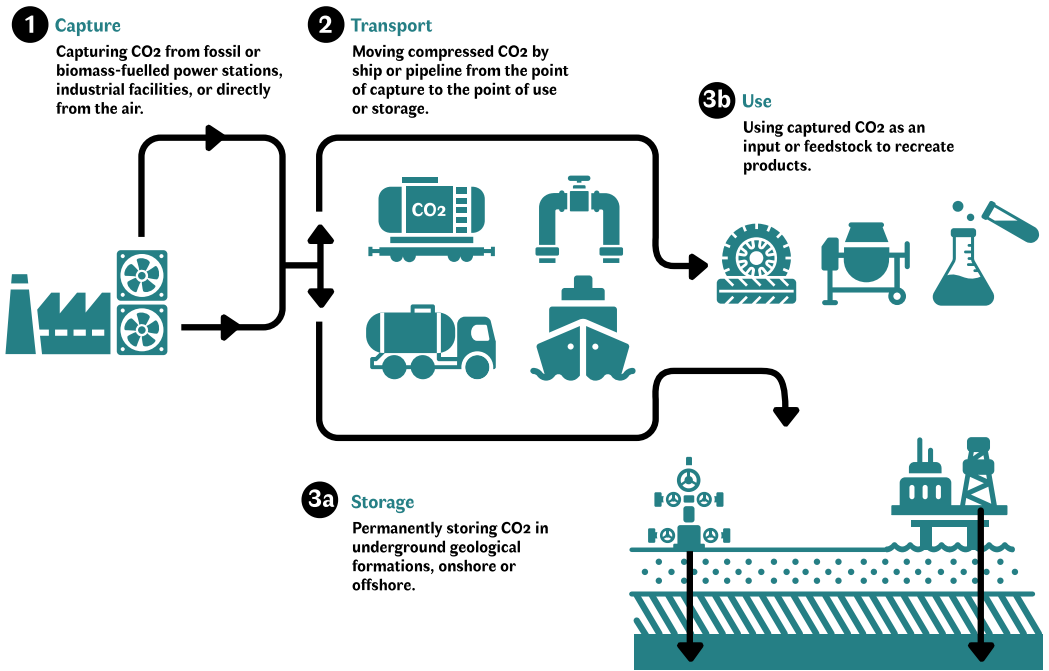 1 Capture
Capturing CO2 from fossil or
biomass-fuelled power stations,
industrial facilities, or directly
from the air.
2 Transport
Moving compressed CO2 by
ship or pipeline from the point
of capture to the point of use
or storage.
3b Use
Using captured CO2 as an
input or feedstock to recreate
products.
CO2
3a Storage
Permanently storing CO2 in
underground geological
formations, onshore or
offshore.